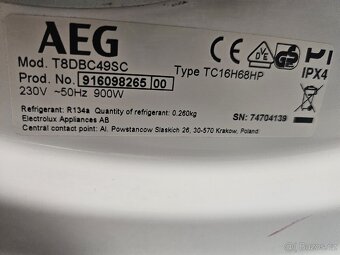 AEG
Mod. T8DBC49SC
Prod. No. 916098265 00
Type TC16H68HP
230V ~50Hz 900W
IPX4
Refrigerant: R134a Quantity of refrigerant: 0,260kg
Electrolux Appliances AB
SN: 74704139
Central contact point: Al. Powstancow Slaskich 26, 30-570 Krakow, Poland